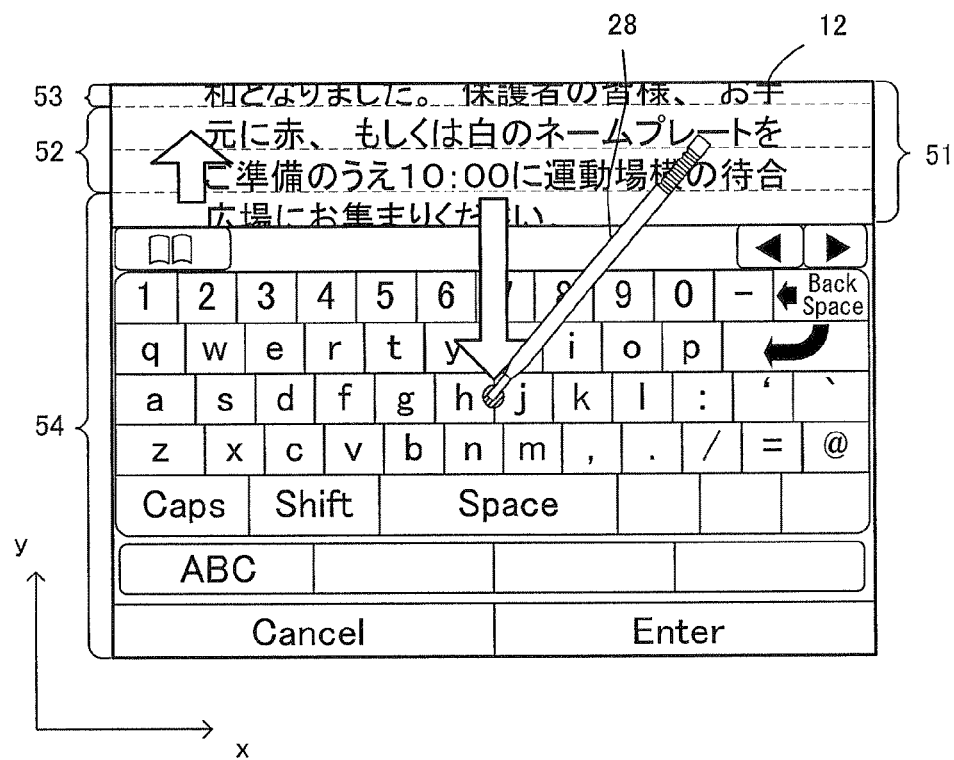 28 12
53
和となりました。 保護者の皆様、 お手
52
元に赤、 もしくは白のネームプレートを
51
ご準備のうえ10:00に運動場横の待合
広場にお集まりください。
◀ ▶
1 2 3 4 5 6 7 8 9 0 - Back Space
q w e r t y i o p
54
a s d f g h j k l : ‘ `
z x c v b n m , . / = @
Caps Shift Space
ABC
Cancel Enter
y
x